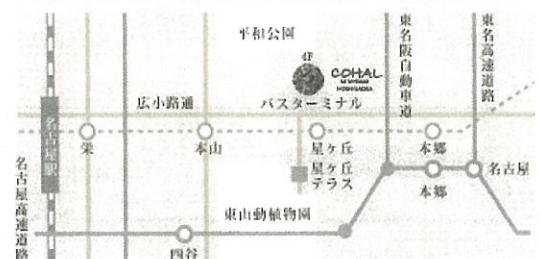 平和公園
4F
COHAL
HOSHIGAOKA
東名阪自動車道
東名高速道路
広小路通
バスターミナル
名古屋駅
栄
本山
星ヶ丘
本郷
星ヶ丘
テラス
名古屋
本郷
名古屋高速道路
東山動植物園
四谷